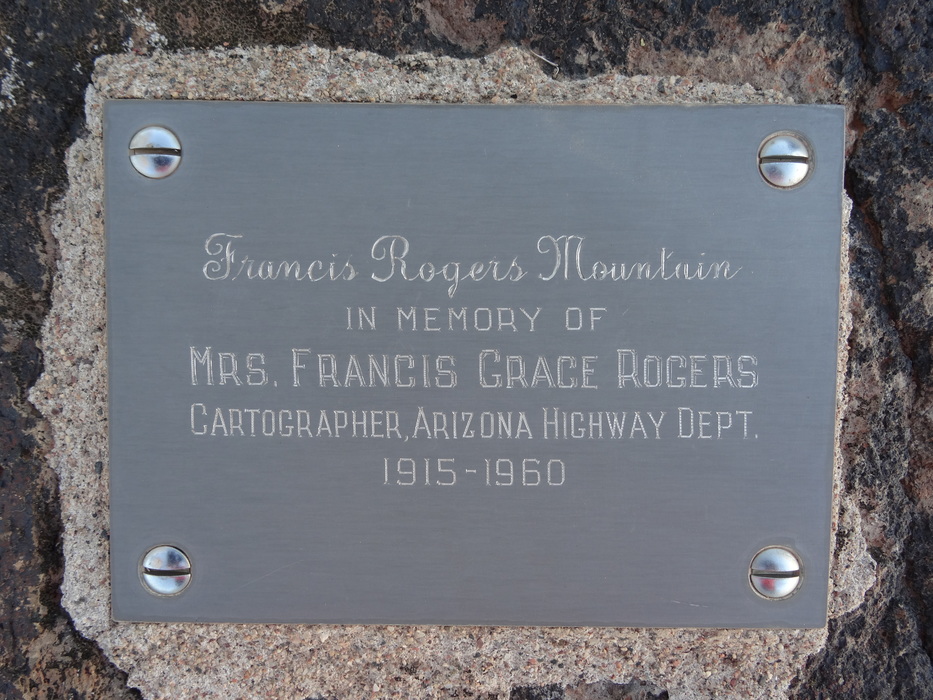 Francis Rogers Mountain
IN MEMORY OF
MRS. FRANCIS GRACE ROGERS
CARTOGRAPHER, ARIZONA HIGHWAY DEPT.
1915-1960